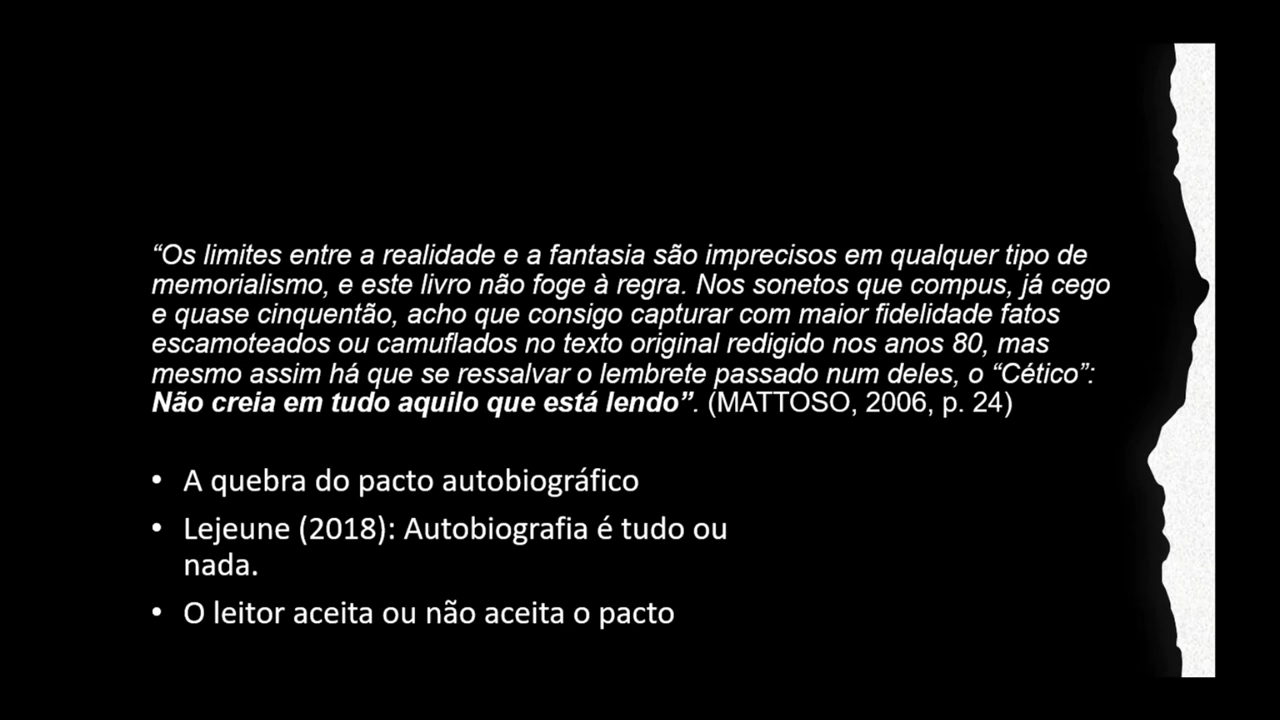 “Os limites entre a realidade e a fantasia são imprecisos em qualquer tipo de
memorialismo, e este livro não foge à regra. Nos sonetos que compus, já cego
e quase cinquentão, acho que consigo capturar com maior fidelidade fatos
escamoteados ou camuflados no texto original redigido nos anos 80, mas
mesmo assim há que se ressalvar o lembrete passado num deles, o “Cético”:
Não creia em tudo aquilo que está lendo”. (MATTOSO, 2006, p. 24)
• A quebra do pacto autobiográfico
• Lejeune (2018): Autobiografia é tudo ou
nada.
• O leitor aceita ou não aceita o pacto